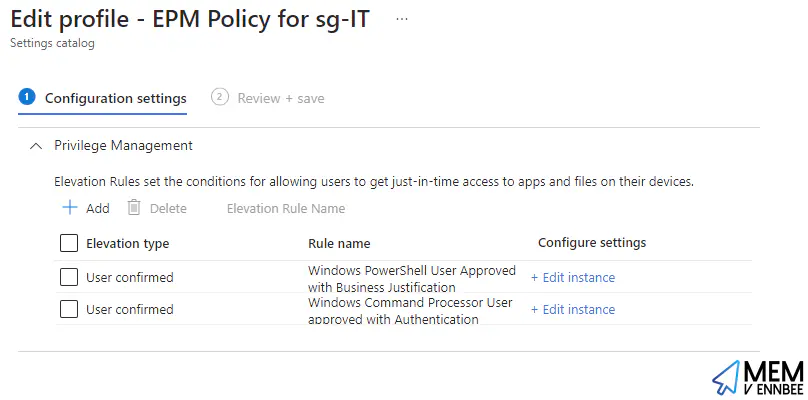 Edit profile - EPM Policy for sg-IT ...
Settings catalog
1 Configuration settings 2 Review + save
Privilege Management
Elevation Rules set the conditions for allowing users to get just-in-time access to apps and files on their devices.
+ Add Delete Elevation Rule Name
Elevation type Rule name Configure settings
User confirmed Windows PowerShell User Approved + Edit instance
with Business Justification
User confirmed Windows Command Processor User + Edit instance
approved with Authentication
MEM
V ENNBEE